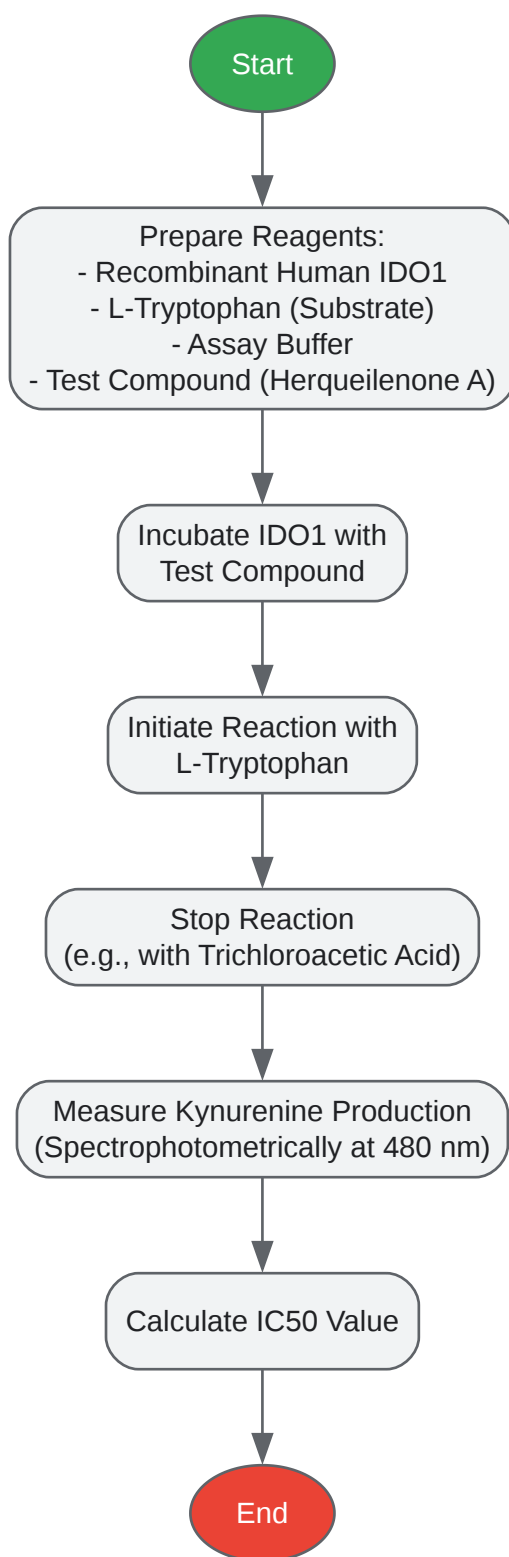 Start
Prepare Reagents:
- Recombinant Human IDO1
- L-Tryptophan (Substrate)
- Assay Buffer
- Test Compound (Herqueilenone A)
Incubate IDO1 with
Test Compound
Initiate Reaction with
L-Tryptophan
Stop Reaction
(e.g., with Trichloroacetic Acid)
Measure Kynurenine Production
(Spectrophotometrically at 480 nm)
Calculate IC50 Value
End